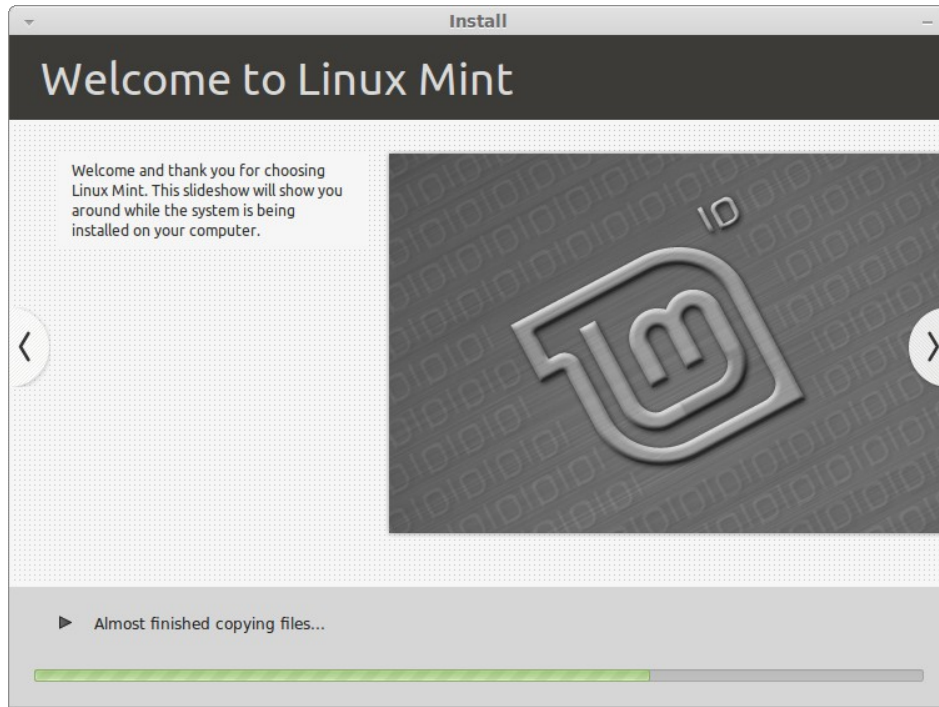 Install
Welcome to Linux Mint
Welcome and thank you for choosing
Linux Mint. This slideshow will show you
around while the system is being
installed on your computer.
10
Almost finished copying files...